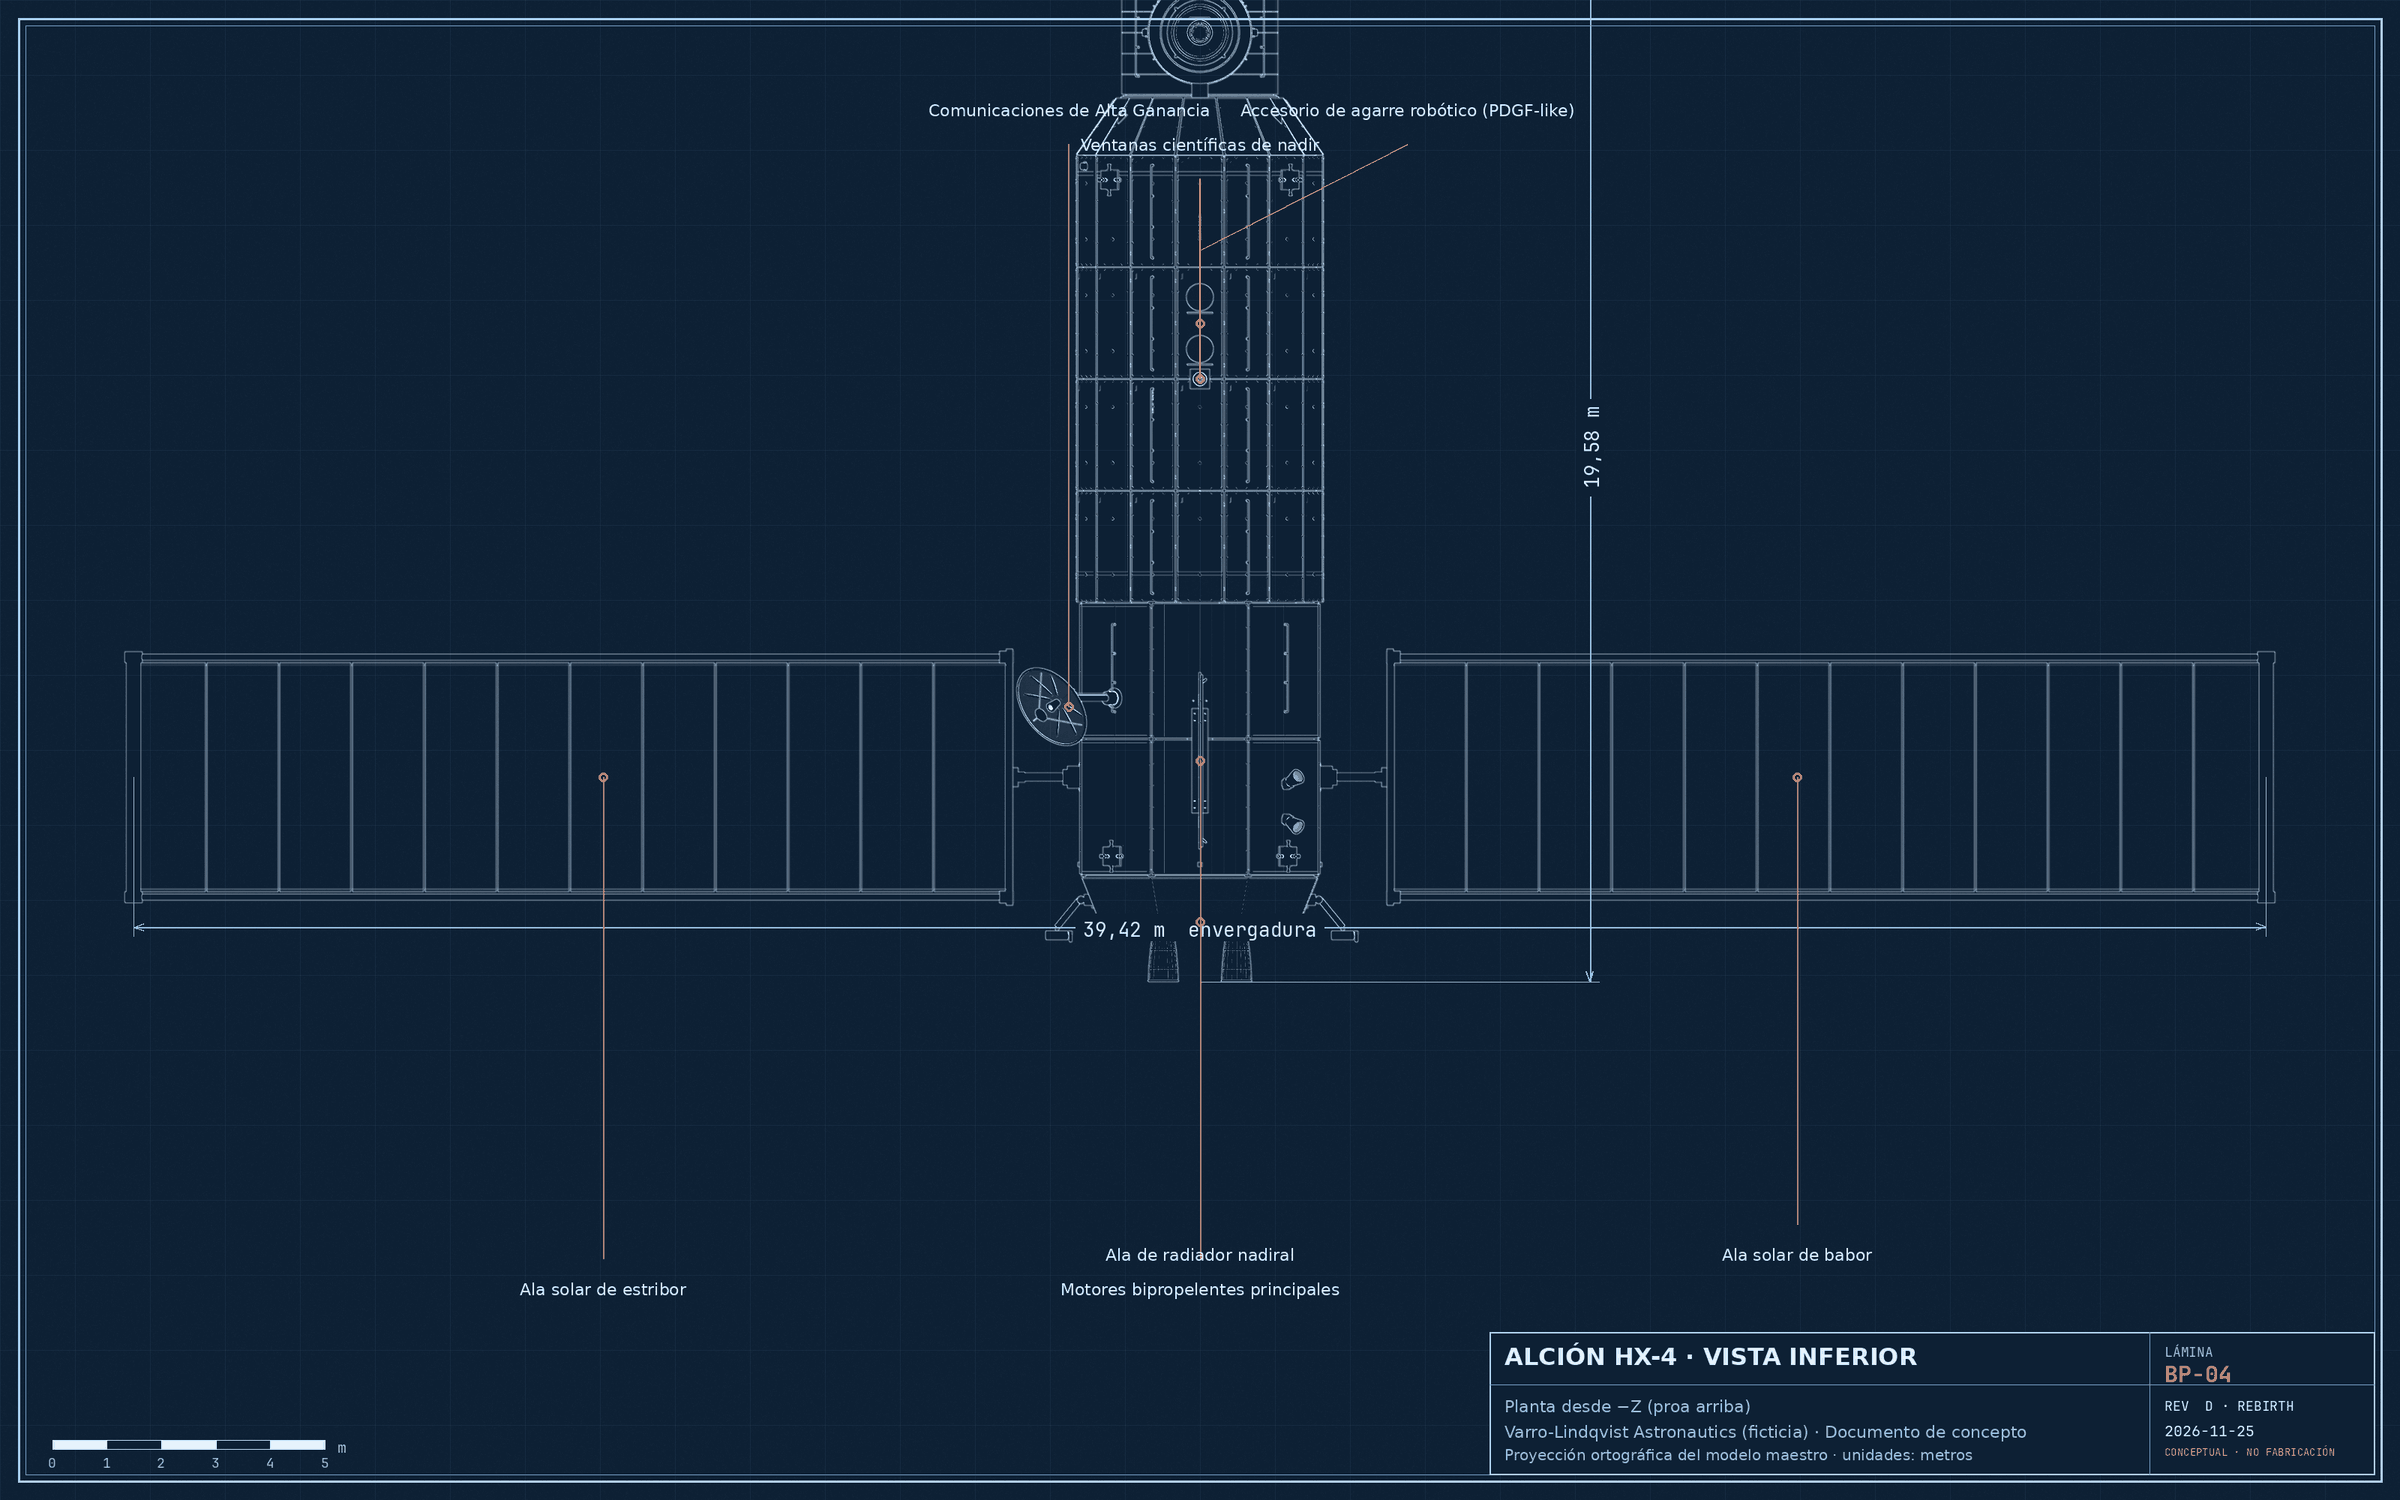 Comunicaciones de Alta Ganancia
Accesorio de agarre robótico (PDGF-like)
Ventanas científicas de nadir
19,58 m
39,42 m envergadura
Ala de radiador nadiral
Ala solar de babor
Ala solar de estribor
Motores bipropelentes principales
ALCIÓN HX-4 · VISTA INFERIOR
LÁMINA
BP-04
Planta desde −Z (proa arriba)
Varro-Lindqvist Astronautics (ficticia) · Documento de concepto
Proyección ortográfica del modelo maestro · unidades: metros
REV D · REBIRTH
2026-11-25
CONCEPTUAL · NO FABRICACIÓN
m
0 1 2 3 4 5